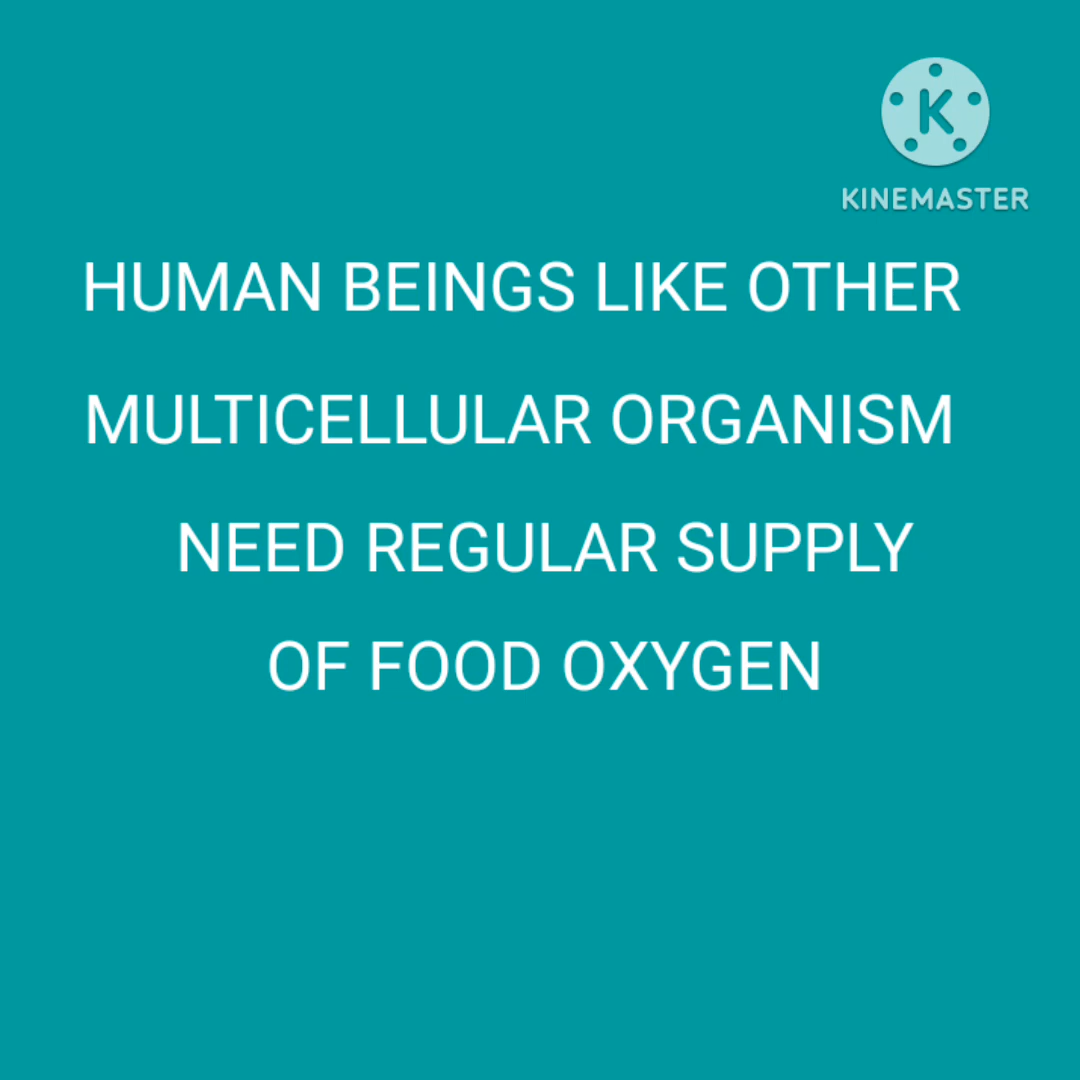 K
KINEMASTER
HUMAN BEINGS LIKE OTHER
MULTICELLULAR ORGANISM
NEED REGULAR SUPPLY
OF FOOD OXYGEN